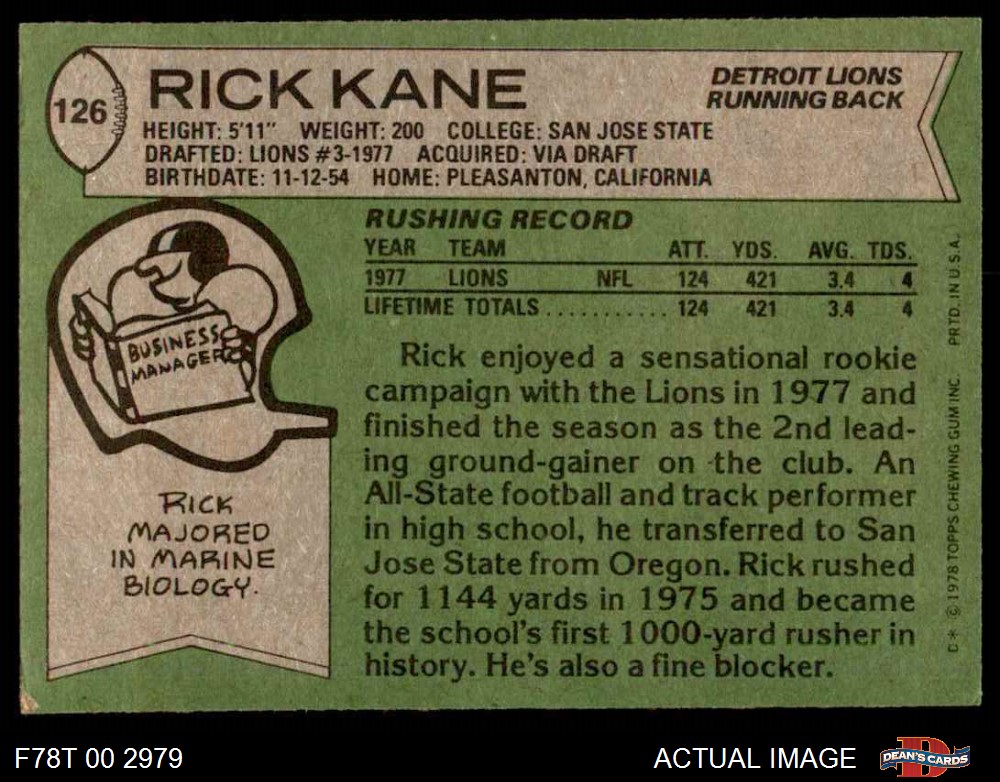 126
RICK KANE
DETROIT LIONS
RUNNING BACK
HEIGHT: 5'11" WEIGHT: 200 COLLEGE: SAN JOSE STATE
DRAFTED: LIONS #3-1977 ACQUIRED: VIA DRAFT
BIRTHDATE: 11-12-54 HOME: PLEASANTON, CALIFORNIA
BUSINESS
MANAGER
RICK
MAJORED
IN MARINE
BIOLOGY.
RUSHING RECORD
YEAR TEAM ATT. YDS. AVG. TDS.
1977 LIONS NFL 124 421 3.4 4
LIFETIME TOTALS ........... 124 421 3.4 4
Rick enjoyed a sensational rookie
campaign with the Lions in 1977 and
finished the season as the 2nd lead-
ing ground-gainer on the club. An
All-State football and track performer
in high school, he transferred to San
Jose State from Oregon. Rick rushed
for 1144 yards in 1975 and became
the school's first 1000-yard rusher in
history. He's also a fine blocker.
C* © 1978 TOPPS CHEWING GUM INC. PRTD. IN U.S.A.
F78T 00 2979
ACTUAL IMAGE
DEAN'S CARDS